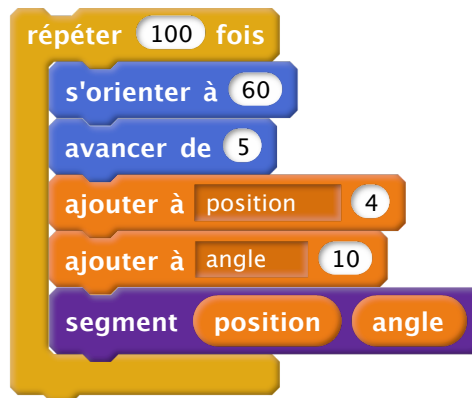 répéter 100 fois
s'orienter à 60
avancer de 5
ajouter à position 4
ajouter à angle 10
segment position angle